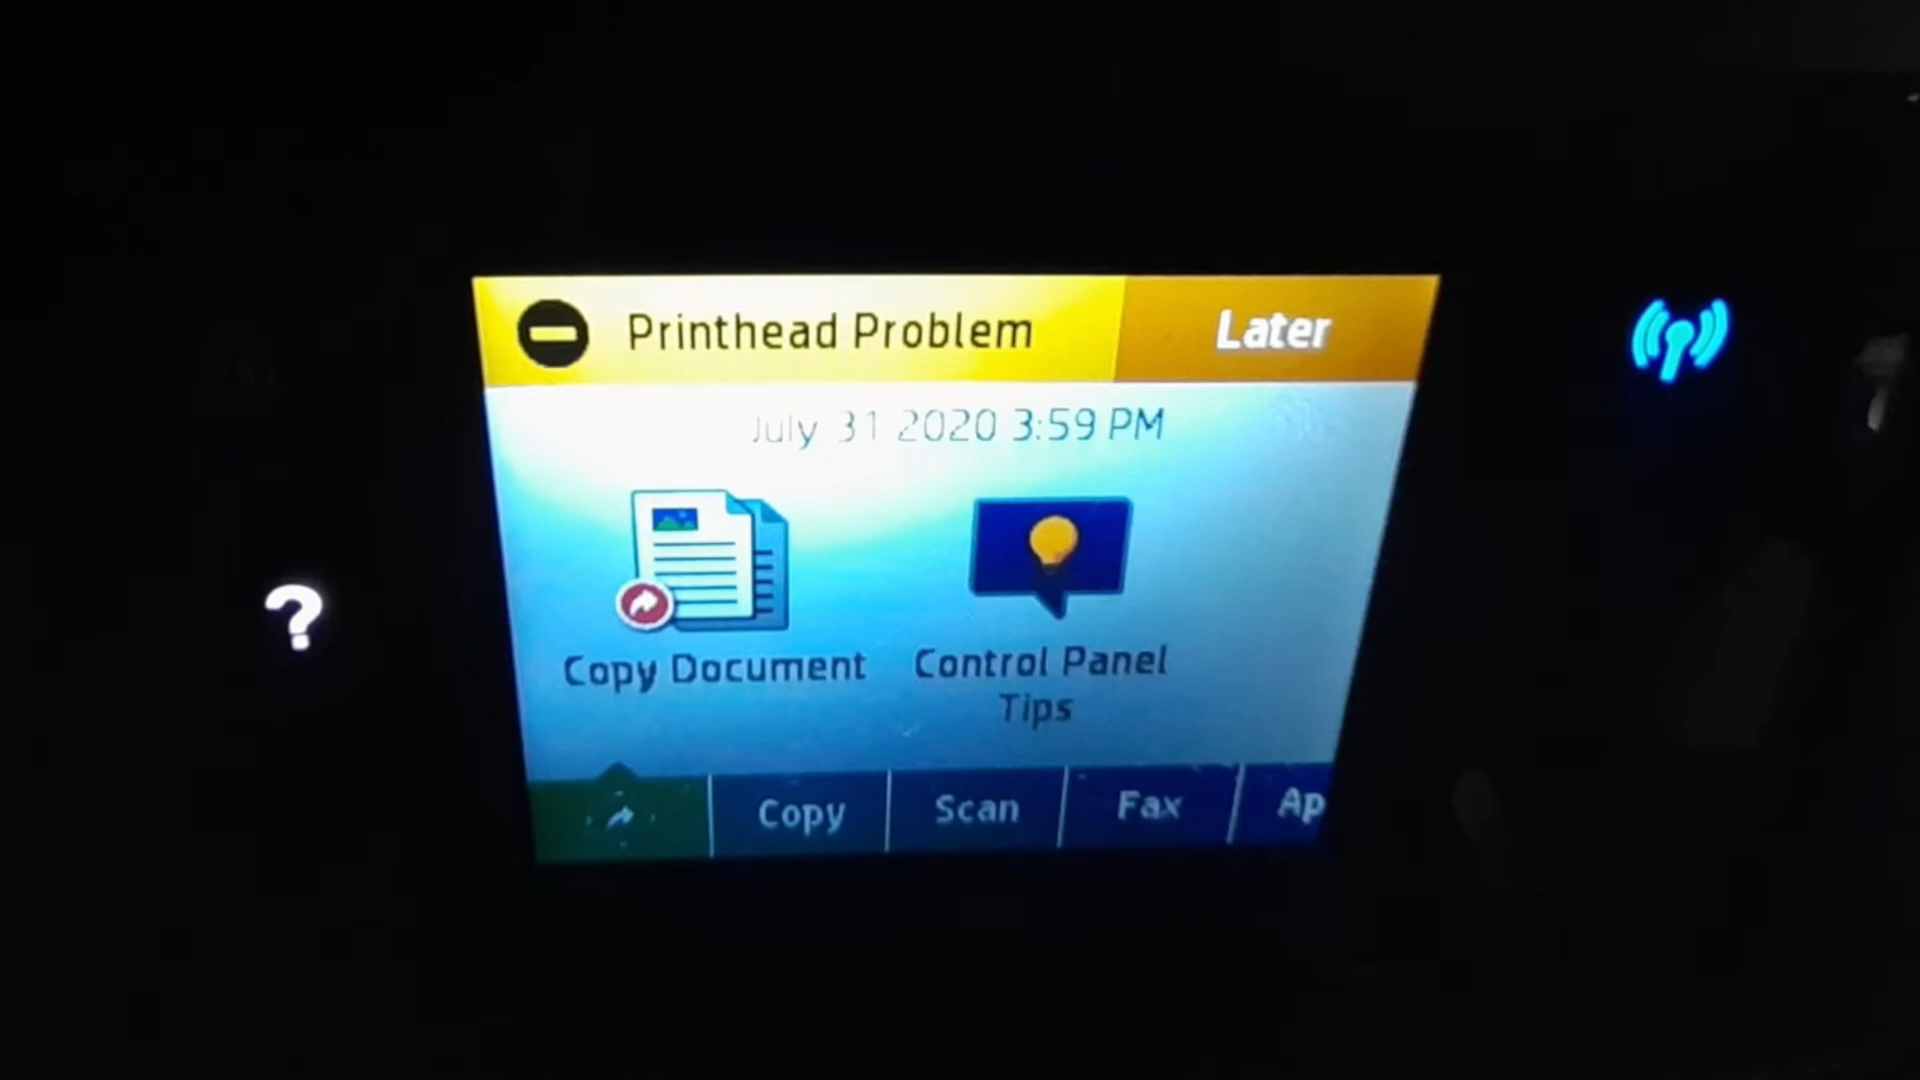 Printhead Problem
Later
July 31 2020 3:59 PM
Copy Document
Control Panel
Tips
?
Copy
Scan
Fax
Ap